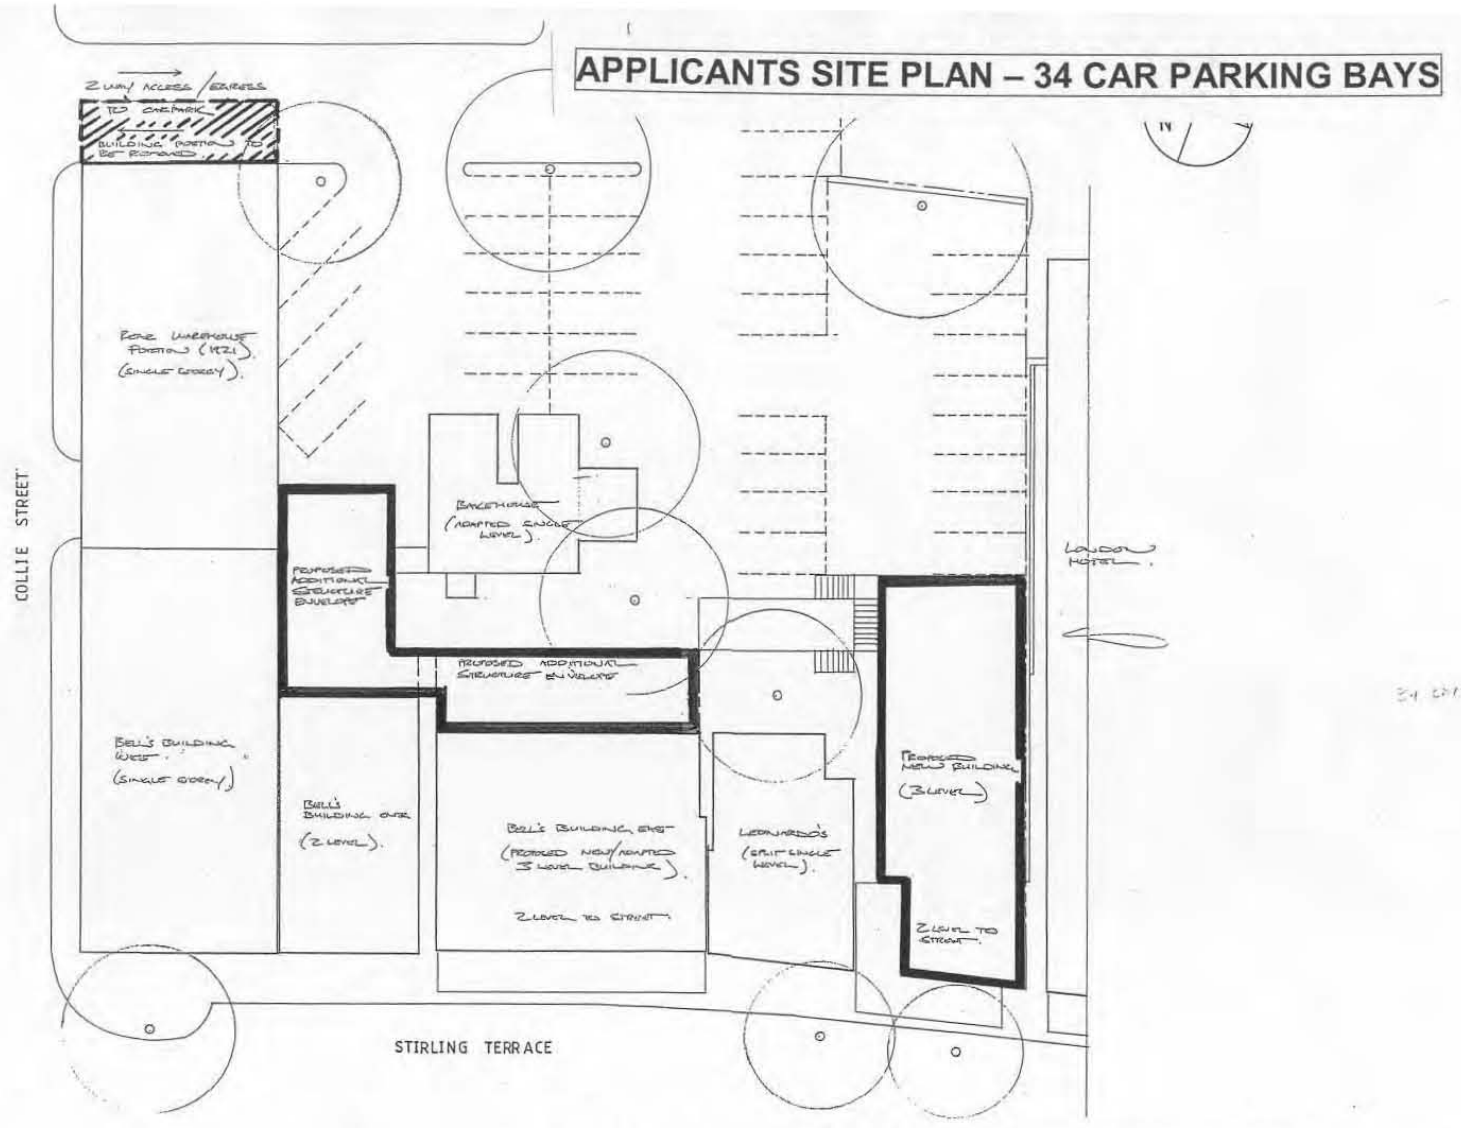 APPLICANTS SITE PLAN – 34 CAR PARKING BAYS
2 WAY ACCESS / EGRESS
TO CARPARK
BUILDING PORTION TO
BE REMOVED.
N
REAR WAREHOUSE
PORTION (1921).
(SINGLE STOREY).
COLLIE STREET
BAKEHOUSE
(ADAPTED SINGLE
LEVEL).
PROPOSED
ADDITIONAL
STRUCTURE
ENVELOPE
LONDON
HOTEL.
PROPOSED ADDITIONAL
STRUCTURE ENVELOPE
BELL'S BUILDING
WEST.
(SINGLE STOREY)
PROPOSED
NEW BUILDING
(3 LEVEL)
BELL'S
BUILDING
(2 LEVEL).
BELL'S BUILDING EAST
(PROPOSED NEW/ADAPTED
3 LEVEL BUILDING).
LEONARDO'S
(SPLIT SINGLE
LEVEL).
2 LEVEL TO STREET.
2 LEVEL TO
STREET.
STIRLING TERRACE